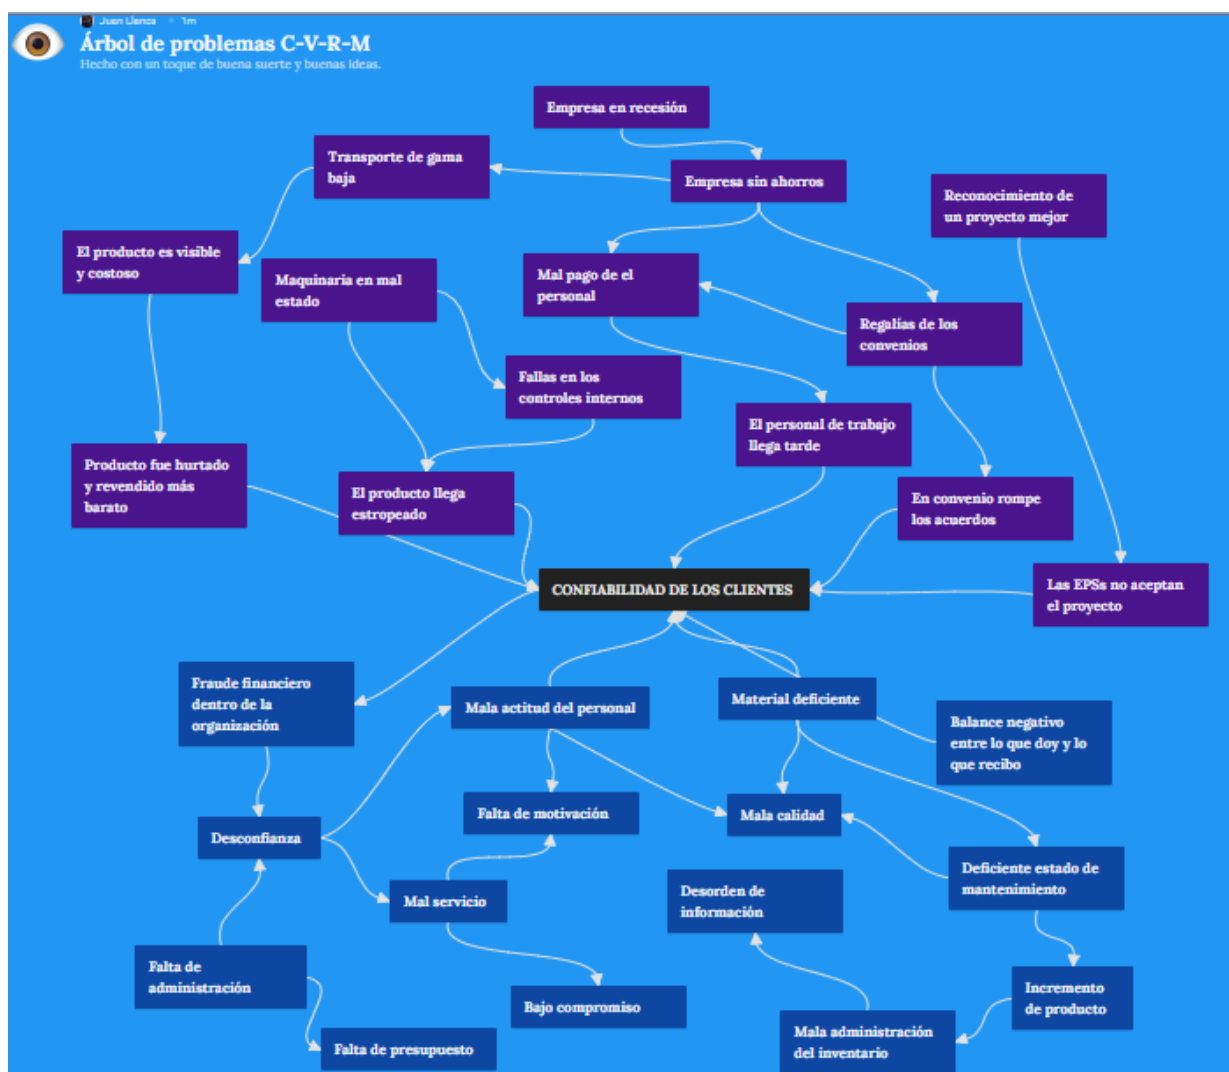 Juan Llanos • 1m
Árbol de problemas C-V-R-M
Hecho con un toque de buena suerte y buenas ideas.
Empresa en recesión
Transporte de gama
baja
Empresa sin ahorros
Reconocimiento de
un proyecto mejor
El producto es visible
y costoso
Maquinaria en mal
estado
Mal pago de el
personal
Regalías de los
convenios
Fallas en los
controles internos
El personal de trabajo
llega tarde
Producto fue hurtado
y revendido más
barato
El producto llega
estropeado
En convenio rompe
los acuerdos
CONFIABILIDAD DE LOS CLIENTES
Las EPSs no aceptan
el proyecto
Fraude financiero
dentro de la
organización
Mala actitud del personal
Material deficiente
Balance negativo
entre lo que doy y lo
que recibo
Falta de motivación
Mala calidad
Desconfianza
Mal servicio
Desorden de
información
Deficiente estado de
mantenimiento
Falta de
administración
Bajo compromiso
Incremento
de producto
Falta de presupuesto
Mala administración
del inventario